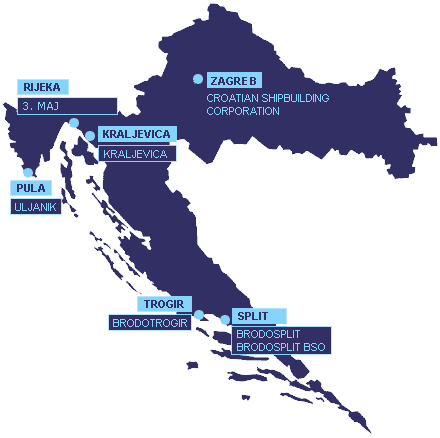 RIJEKA
3. MAJ
ZAGREB
CROATIAN SHIPBUILDING
CORPORATION
KRALJEVICA
KRALJEVICA
PULA
ULJANIK
TROGIR
BRODOTROGIR
SPLIT
BRODOSPLIT
BRODOSPLIT BSO